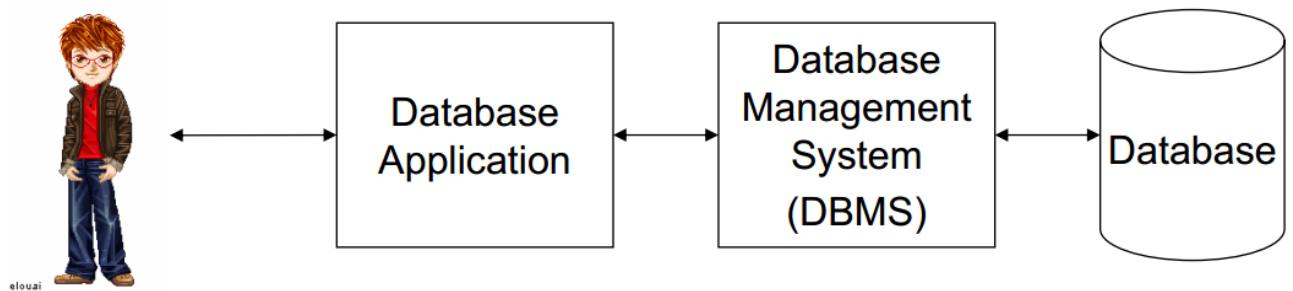 Database
Application
Database
Management
System
(DBMS)
Database
elouai